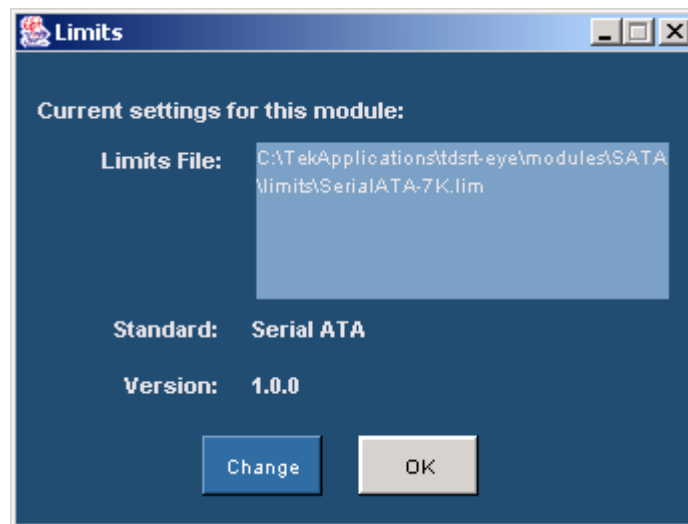 Limits
Current settings for this module:
Limits File: C:\TekApplications\tdsrt-eye\modules\SATA
\limits\SerialATA-7K.lim
Standard: Serial ATA
Version: 1.0.0
Change OK